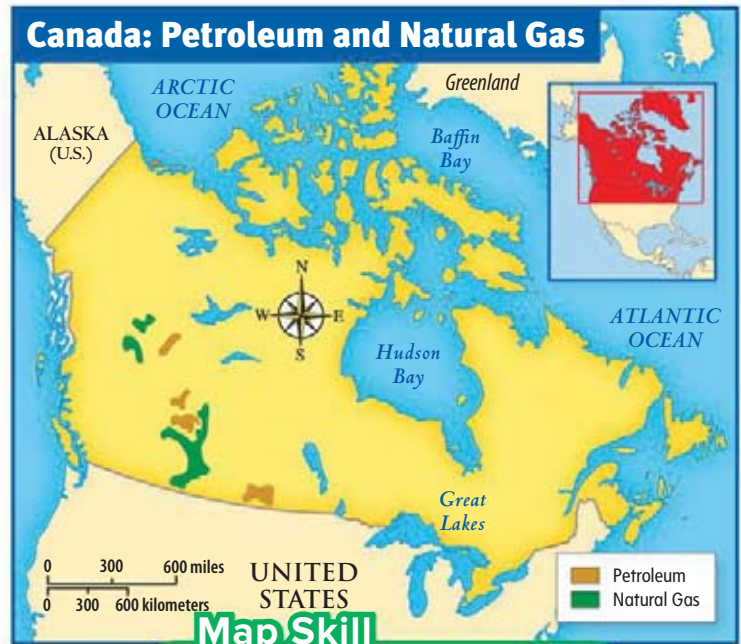 Canada: Petroleum and Natural Gas
ARCTIC
OCEAN
Greenland
ALASKA
(U.S.)
Baffin
Bay
N
W
E
S
ATLANTIC
OCEAN
Hudson
Bay
Great
Lakes
0 300 600 miles
0 300 600 kilometers
UNITED
STATES
Petroleum
Natural Gas
Map Skill